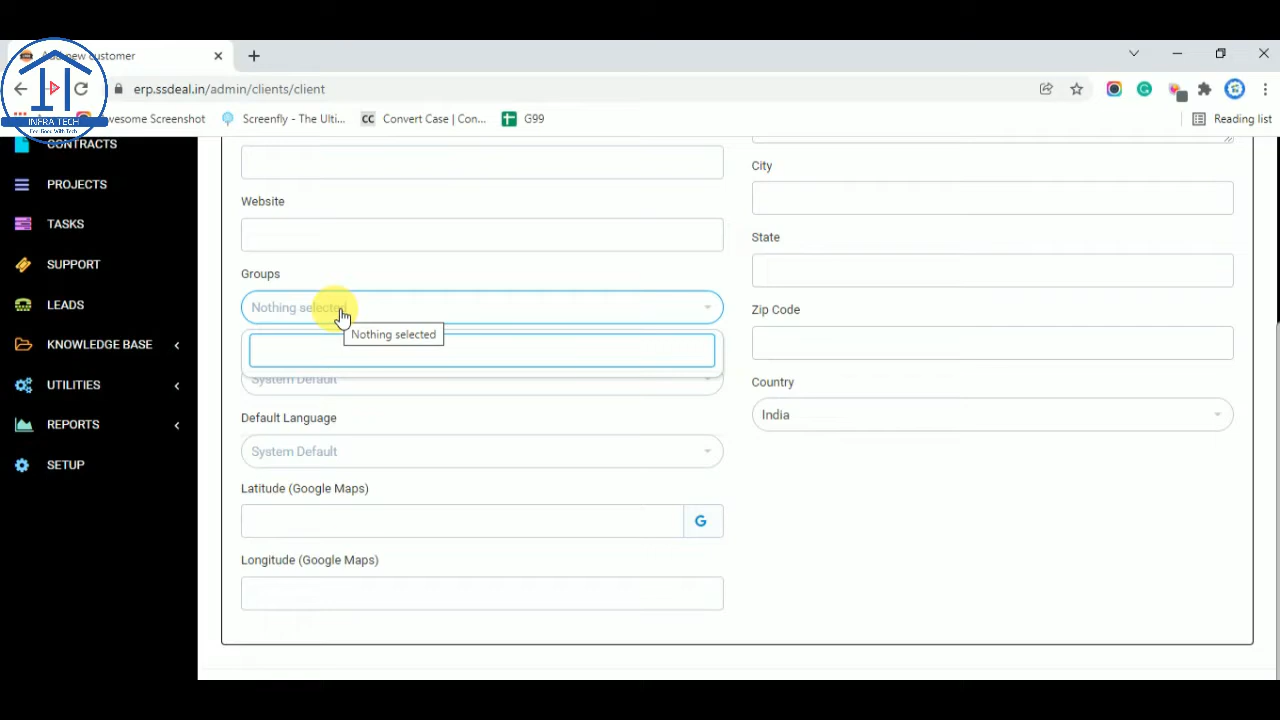 Add new customer
erp.ssdeal.in/admin/clients/client
wesome Screenshot
Screenfly - The Ulti...
CC Convert Case | Con...
G99
Reading list
INFRA TECH
CONTRACTS
PROJECTS
TASKS
SUPPORT
LEADS
KNOWLEDGE BASE
UTILITIES
REPORTS
SETUP
Website
Groups
Nothing selected
Nothing selected
System Default
Default Language
System Default
Latitude (Google Maps)
G
Longitude (Google Maps)
City
State
Zip Code
Country
India